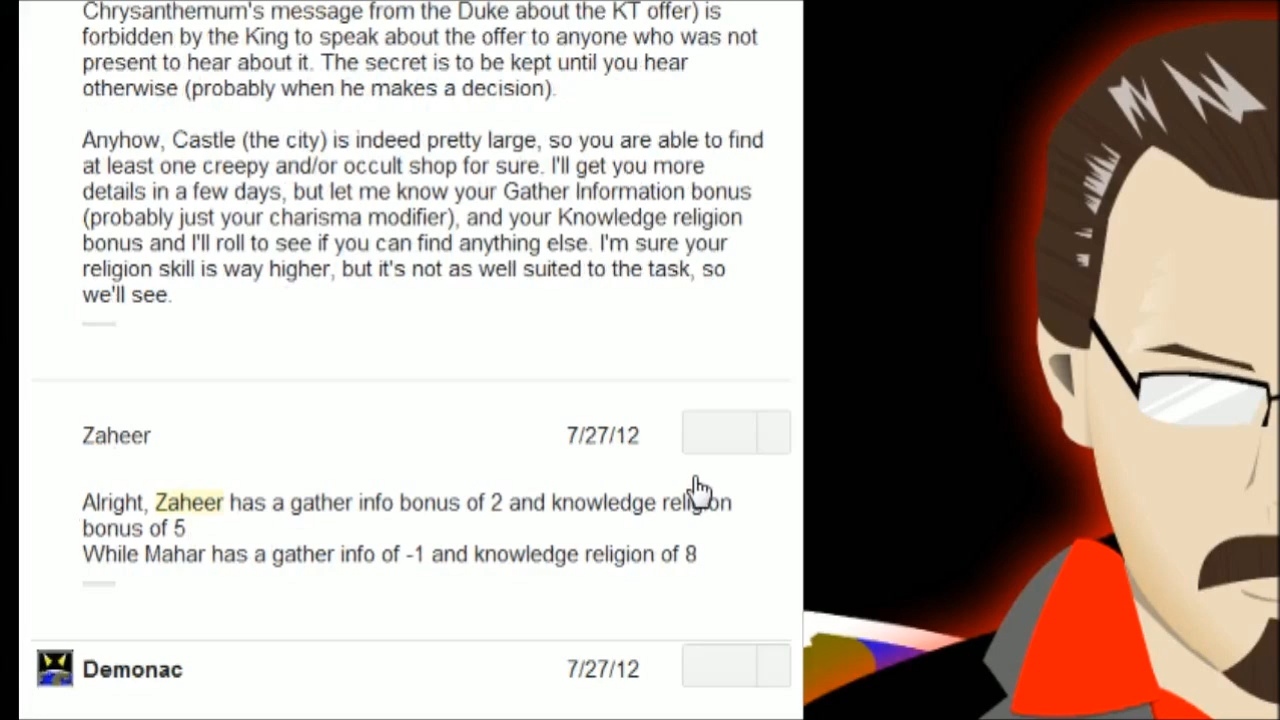 Chrysanthemum's message from the Duke about the KT offer) is
forbidden by the King to speak about the offer to anyone who was not
present to hear about it. The secret is to be kept until you hear
otherwise (probably when he makes a decision).
Anyhow, Castle (the city) is indeed pretty large, so you are able to find
at least one creepy and/or occult shop for sure. I'll get you more
details in a few days, but let me know your Gather Information bonus
(probably just your charisma modifier), and your Knowledge religion
bonus and I'll roll to see if you can find anything else. I'm sure your
religion skill is way higher, but it's not as well suited to the task, so
we'll see.
Zaheer 7/27/12
Alright, Zaheer has a gather info bonus of 2 and knowledge religion
bonus of 5
While Mahar has a gather info of -1 and knowledge religion of 8
Demonac 7/27/12